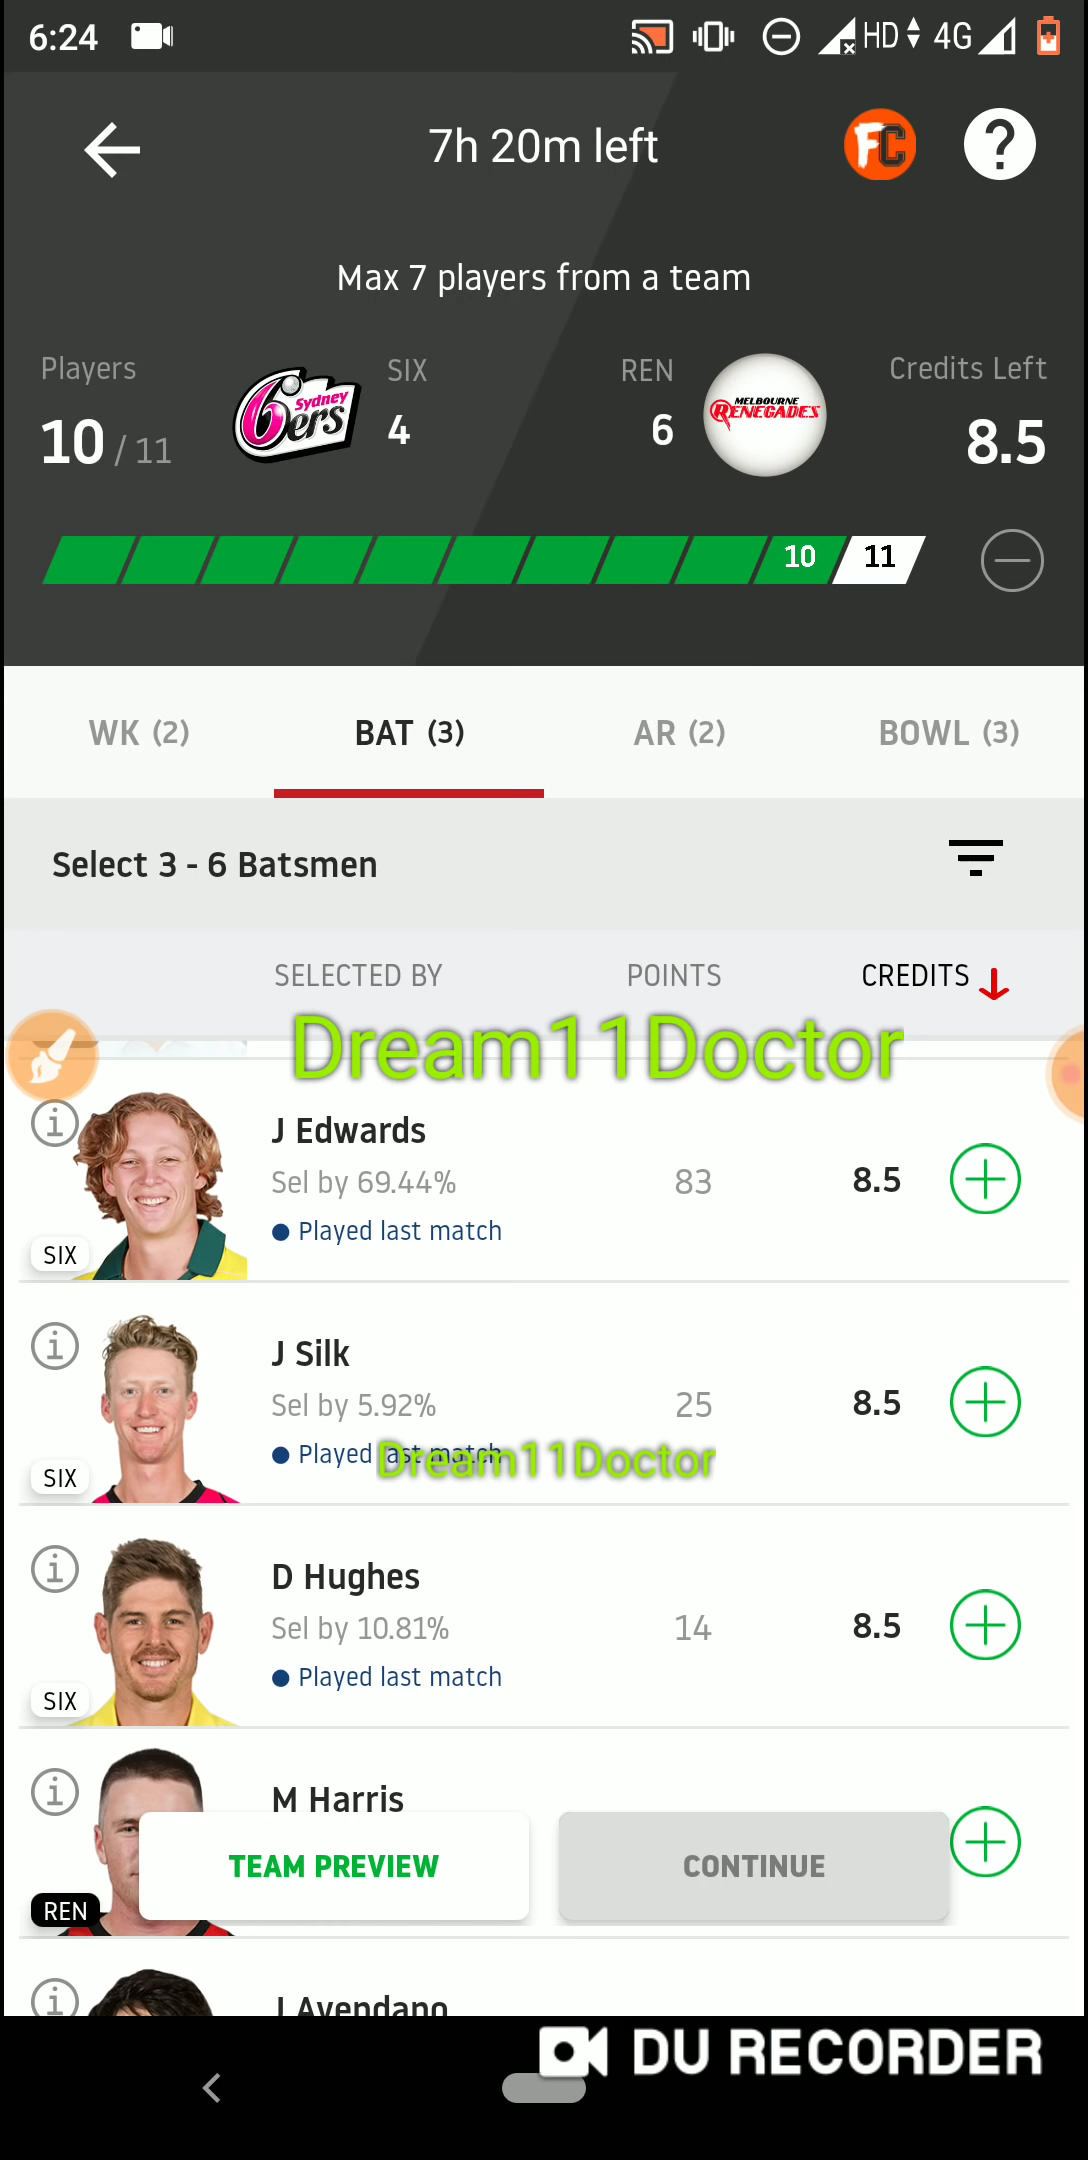 6:24 HD 4G
7h 20m left FC ?
Max 7 players from a team
Players SIX REN Credits Left
Sydney 6ers
MELBOURNE RENEGADES
10 / 11 4 6 8.5
10 11
WK (2) BAT (3) AR (2) BOWL (3)
Select 3 - 6 Batsmen
SELECTED BY POINTS CREDITS
Dream11Doctor
J Edwards
Sel by 69.44% 83 8.5
Played last match
SIX
J Silk
Sel by 5.92% 25 8.5
Played last match
Dream11Doctor
SIX
D Hughes
Sel by 10.81% 14 8.5
Played last match
SIX
M Harris
TEAM PREVIEW CONTINUE
REN
J Avendano
DU RECORDER